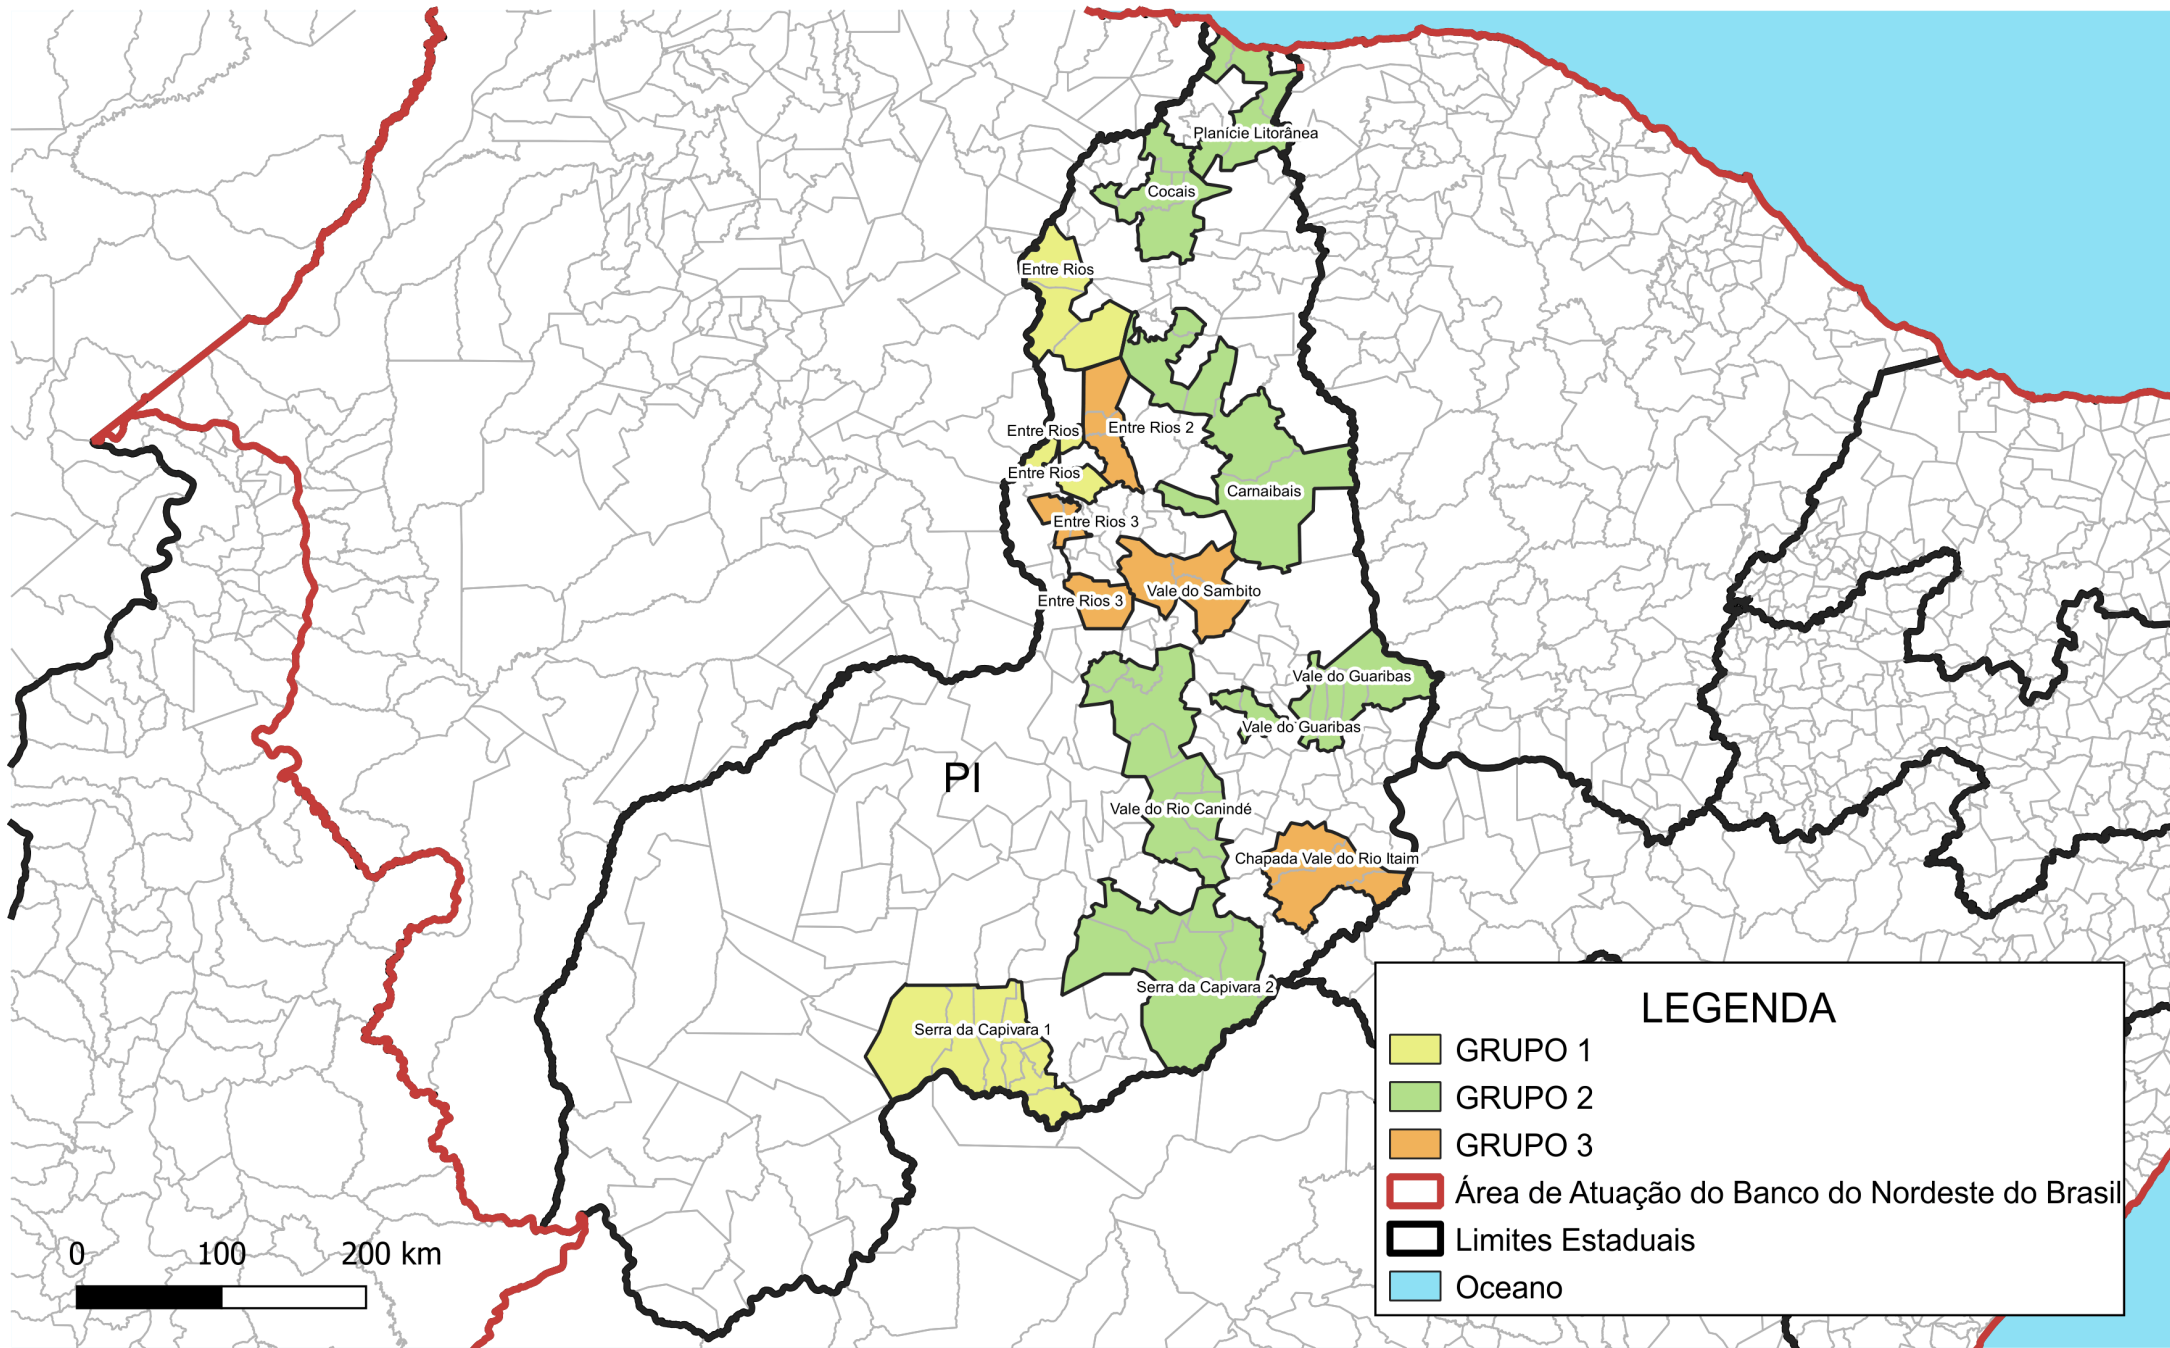 Planície Litorânea
Cocais
Entre Rios
Entre Rios
Entre Rios 2
Entre Rios
Carnaibais
Entre Rios 3
Vale do Sambito
Entre Rios 3
Vale do Guaribas
Vale do Guaribas
PI
Vale do Rio Canindé
Chapada Vale do Rio Itaim
Serra da Capivara 2
Serra da Capivara 1
LEGENDA
GRUPO 1
GRUPO 2
GRUPO 3
Área de Atuação do Banco do Nordeste do Brasil
Limites Estaduais
Oceano
0 100 200 km